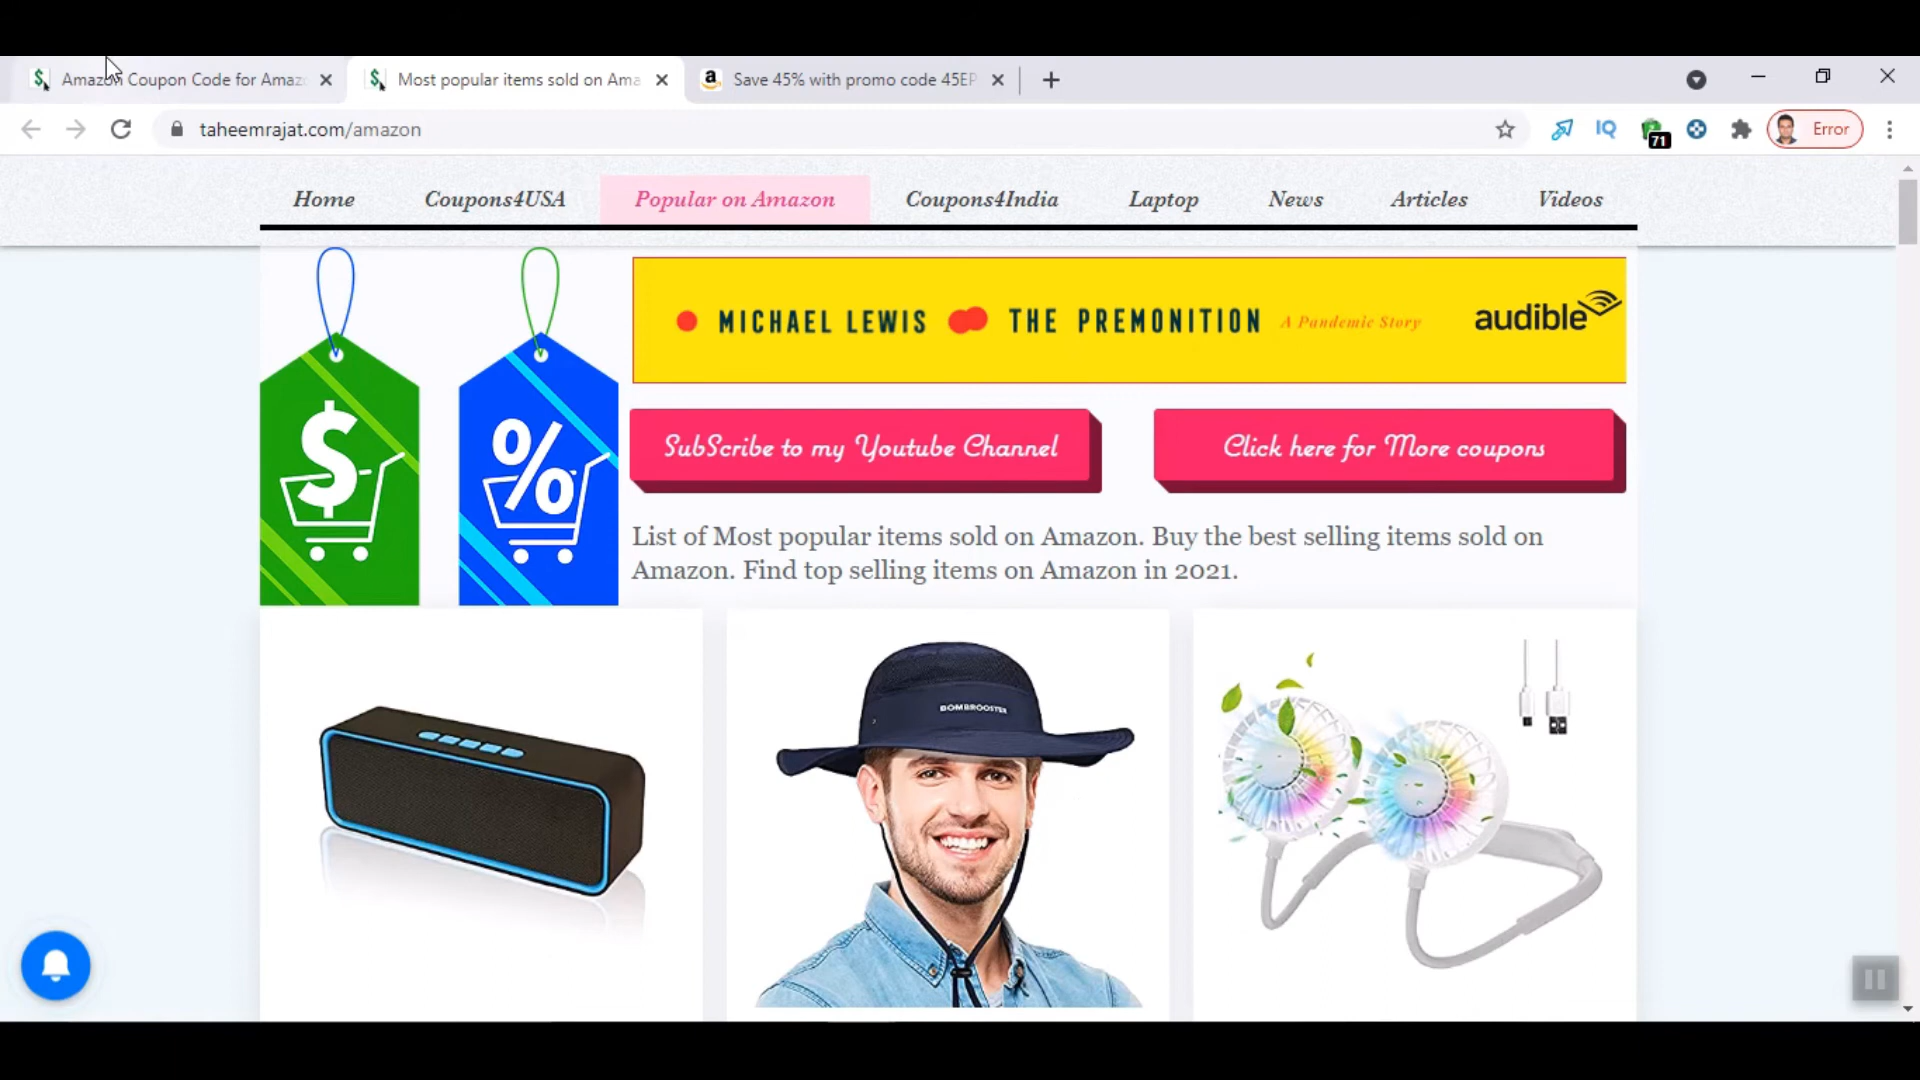 Amazon Coupon Code for Amaz
Most popular items sold on Ama
Save 45% with promo code 45EP
taheemrajat.com/amazon
IQ
71
Error
Home
Coupons4USA
Popular on Amazon
Coupons4India
Laptop
News
Articles
Videos
MICHAEL LEWIS THE PREMONITION A Pandemic Story audible
SubScribe to my Youtube Channel
Click here for More coupons
List of Most popular items sold on Amazon. Buy the best selling items sold on
Amazon. Find top selling items on Amazon in 2021.
$
%
BOMBROOSTER